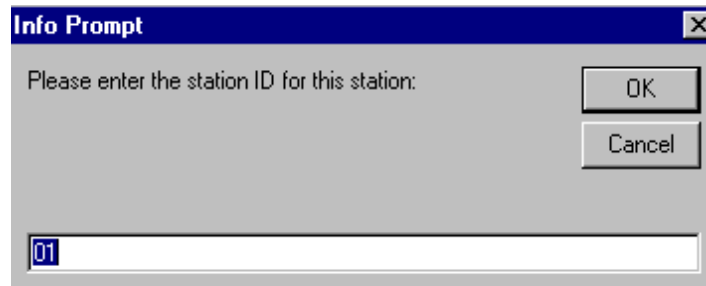 Info Prompt
Please enter the station ID for this station:
OK
Cancel
01